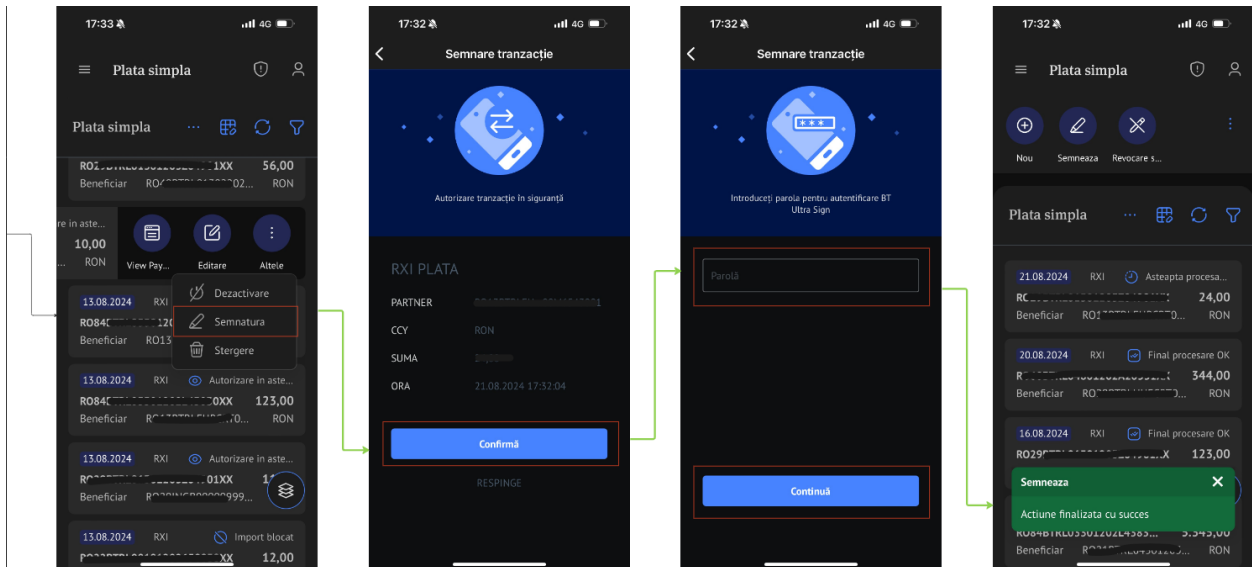 17:33
4G
Plata simpla
Plata simpla
56,00
Beneficiar
RON
re in aste...
10,00
RON
View Pay...
Editare
Altele
Dezactivare
Semnatura
Stergere
13.08.2024 RXI
Beneficiar RO13
13.08.2024 RXI Autorizare in aste...
123,00
Beneficiar RON
13.08.2024 RXI Autorizare in aste...
Beneficiar
13.08.2024 RXI Import blocat
12,00
17:32
4G
Semnare tranzacție
Autorizare tranzacție în siguranță
RXI PLATA
PARTNER
CCY RON
SUMA
ORA 21.08.2024 17:32:04
Confirmă
RESPINGE
17:32
4G
Semnare tranzacție
***
Introduceți parola pentru autentificare BT
Ultra Sign
Parolă
Continuă
17:32
4G
Plata simpla
Nou
Semneaza
Revocare s...
Plata simpla
21.08.2024 RXI Asteapta procesa...
24,00
Beneficiar RON
20.08.2024 RXI Final procesare OK
344,00
Beneficiar RON
16.08.2024 RXI Final procesare OK
123,00
Semneaza
Actiune finalizata cu succes
Beneficiar RON